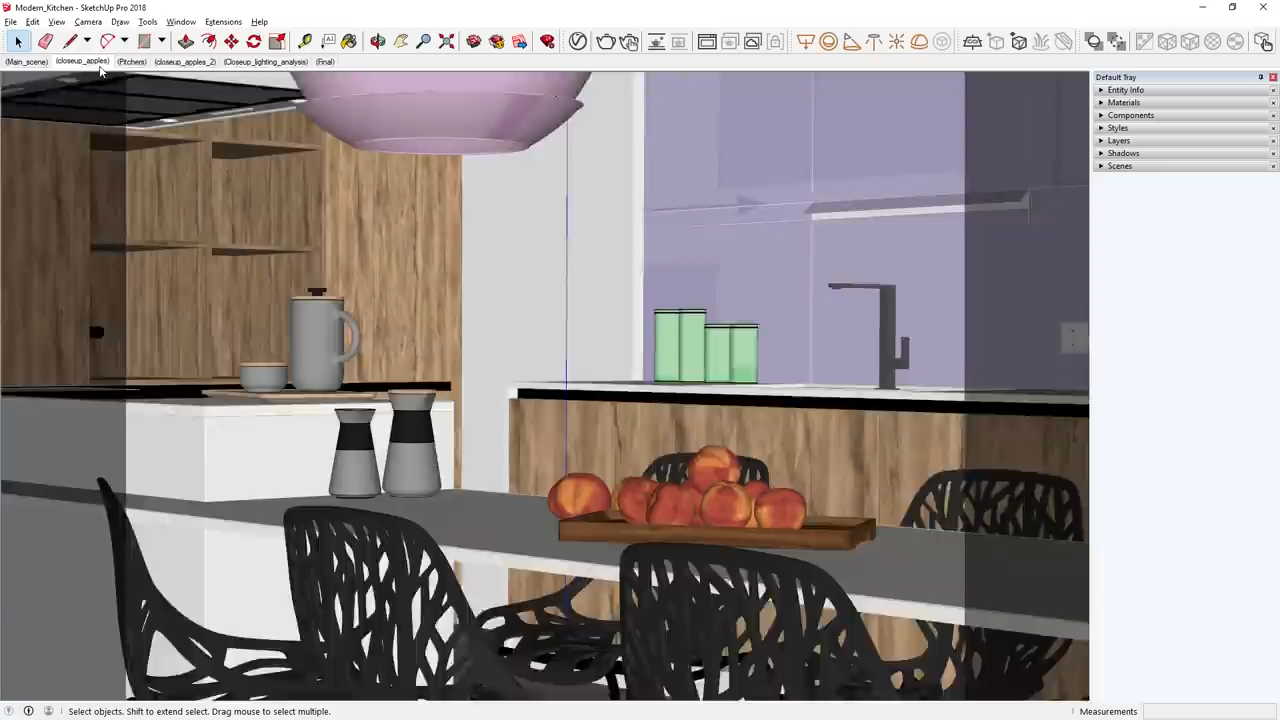 Modern_Kitchen - SketchUp Pro 2018
File Edit View Camera Draw Tools Window Extensions Help
(Main_scene) (closeup_apples) (Pitchers) (closeup_apples_2) (Closeup_lighting_analysis) (Final)
Default Tray
Entity Info
Materials
Components
Styles
Layers
Shadows
Scenes
Select objects. Shift to extend select. Drag mouse to select multiple. Measurements